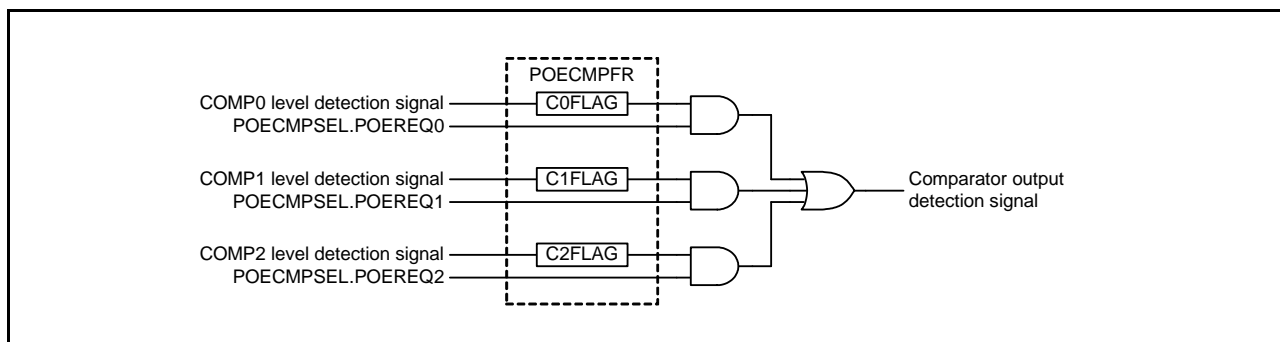 POECMPFR
COMP0 level detection signal
C0FLAG
POECMPSEL.POEREQ0
COMP1 level detection signal
C1FLAG
POECMPSEL.POEREQ1
Comparator output
detection signal
COMP2 level detection signal
C2FLAG
POECMPSEL.POEREQ2